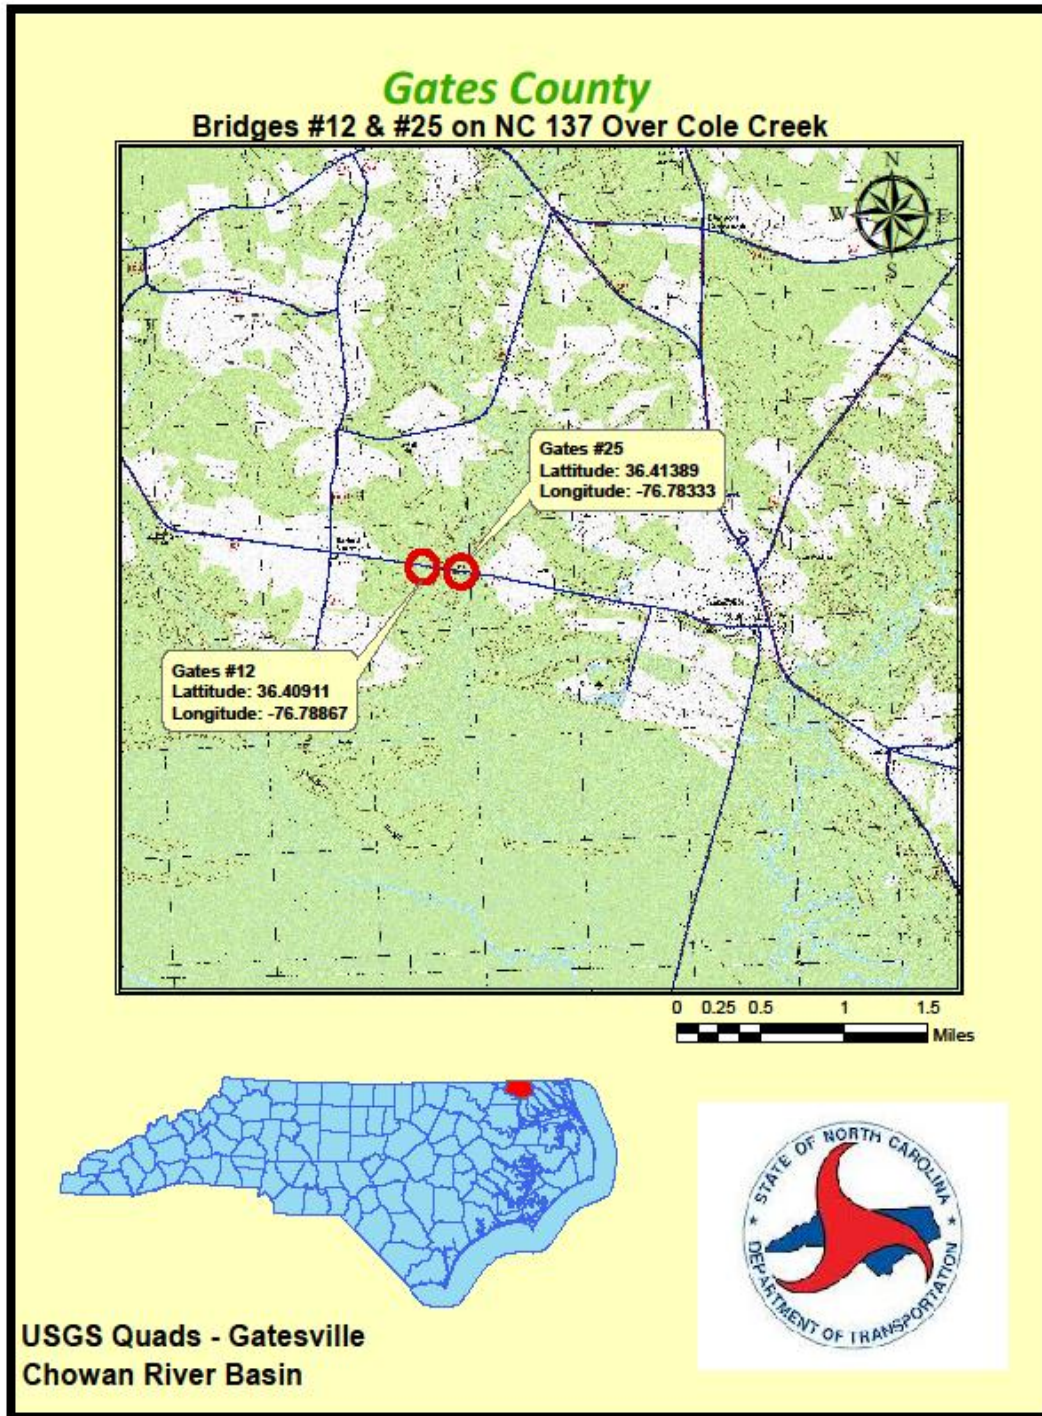 Gates County
Bridges #12 & #25 on NC 137 Over Cole Creek
N
W E
S
Gates #25
Lattitude: 36.41389
Longitude: -76.78333
Gates #12
Lattitude: 36.40911
Longitude: -76.78867
0 0.25 0.5 1 1.5
Miles
STATE OF NORTH CAROLINA
DEPARTMENT OF TRANSPORTATION
USGS Quads - Gatesville
Chowan River Basin